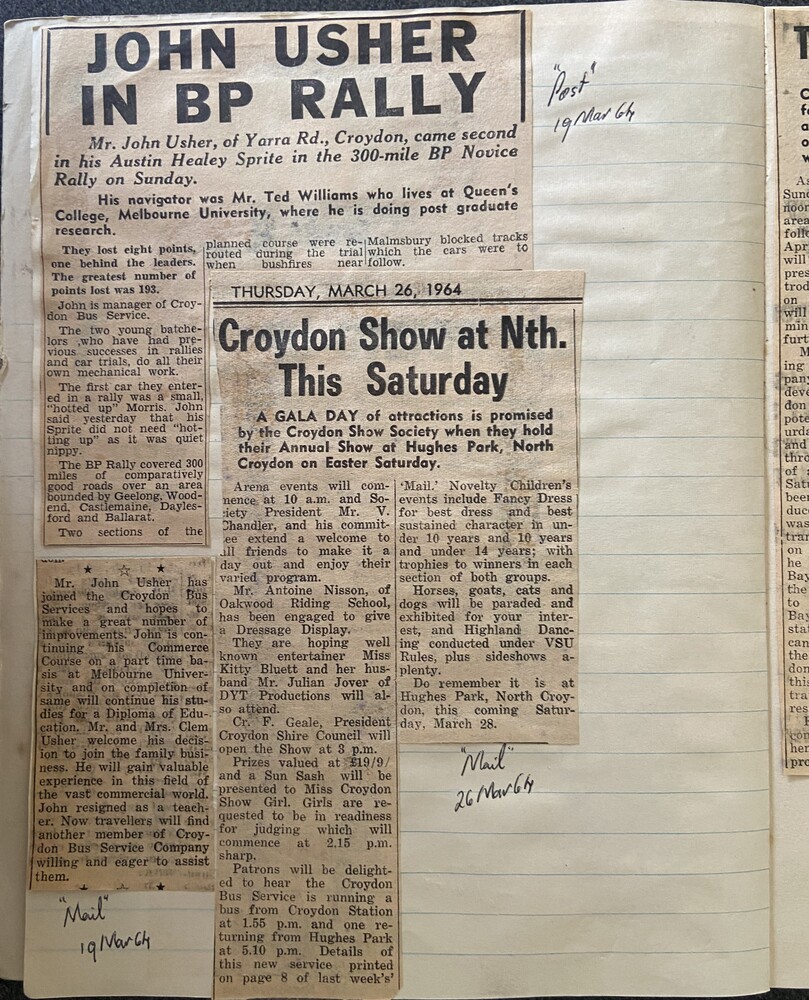 JOHN USHER
IN BP RALLY
Mr. John Usher, of Yarra Rd., Croydon, came second
in his Austin Healey Sprite in the 300-mile BP Novice
Rally on Sunday.
His navigator was Mr. Ted Williams who lives at Queen's
College, Melbourne University, where he is doing post graduate
research.
They lost eight points,
one behind the leaders.
The greatest number of
points lost was 193.
John is manager of Croy-
don Bus Service.
The two young batche-
lors ,who have had pre-
vious successes in rallies
and car trials, do all their
own mechanical work.
The first car they enter-
ed in a rally was a small,
"hotted up" Morris. John
said yesterday that his
Sprite did not need "hot-
ting up" as it was quiet
nippy.
The BP Rally covered 300
miles of comparatively
good roads over an area
bounded by Geelong, Wood-
end, Castlemaine, Dayles-
ford and Ballarat.
Two sections of the
planned course were re-
routed during the trial
when bushfires near
Malmsbury blocked tracks
which the cars were to
follow.
"Post"
19 Mar 64
Mr. John Usher has
joined the Croydon Bus
Services and hopes to
make a great number of
improvements. John is con-
tinuing his Commerce
Course on a part time ba-
sis at Melbourne Univer-
sity and on completion of
same will continue his stu-
dies for a Diploma of Edu-
cation. Mr. and Mrs. Clem
Usher welcome his decis-
ion to join the family busi-
ness. He will gain valuable
experience in this field of
the vast commercial world.
John resigned as a teach-
er. Now travellers will find
another member of Croy-
don Bus Service Company
willing and eager to assist
them.
"Mail"
19 Mar 64
THURSDAY, MARCH 26, 1964
Croydon Show at Nth.
This Saturday
A GALA DAY of attractions is promised
by the Croydon Show Society when they hold
their Annual Show at Hughes Park, North
Croydon on Easter Saturday.
Arena events will com-
mence at 10 a.m. and So-
ciety President Mr. V.
Chandler, and his commit-
tee extend a welcome to
all friends to make it a
day out and enjoy their
varied program.
Mr. Antoine Nisson, of
Oakwood Riding School,
has been engaged to give
a Dressage Display.
They are hoping well
known entertainer Miss
Kitty Bluett and her hus-
band Mr. Julian Jover of
DYT Productions will al-
so attend.
Cr. F. Geale, President
Croydon Shire Council will
open the Show at 3 p.m.
Prizes valued at £19/9/
and a Sun Sash will be
presented to Miss Croydon
Show Girl. Girls are re-
quested to be in readiness
for judging which will
commence at 2.15 p.m.
sharp.
Patrons will be delight-
ed to hear the Croydon
Bus Service is running a
bus from Croydon Station
at 1.55 p.m. and one re-
turning from Hughes Park
at 5.10 p.m. Details of
this new service printed
on page 8 of last week's'
'Mail.' Novelty Children's
events include Fancy Dress
for best dress and best
sustained character in un-
der 10 years and 10 years
and under 14 years; with
trophies to winners in each
section of both groups.
Horses, goats, cats and
dogs will be paraded and
exhibited for your inter-
est, and Highland Danc-
ing conducted under VSU
Rules, plus sideshows a-
plenty.
Do remember it is at
Hughes Park, North Croy-
don, this coming Satur-
day, March 28.
"Mail"
26 Mar 64